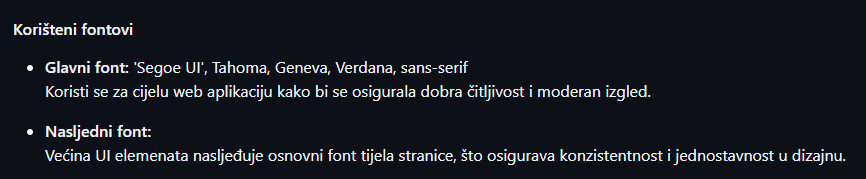 Korišteni fontovi
Glavni font: 'Segoe UI', Tahoma, Geneva, Verdana, sans-serif
Koristi se za cijelu web aplikaciju kako bi se osigurala dobra čitljivost i moderan izgled.
Nasljedni font:
Većina UI elemenata nasljeđuje osnovni font tijela stranice, što osigurava konzistentnost i jednostavnost u dizajnu.